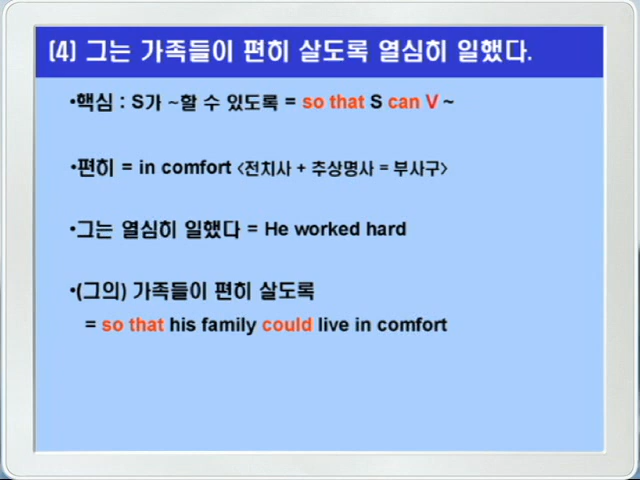 (4) 그는 가족들이 편히 살도록 열심히 일했다.
•핵심 : S가 ~할 수 있도록 = so that S can V ~
•편히 = in comfort <전치사 + 추상명사 = 부사구>
•그는 열심히 일했다 = He worked hard
•(그의) 가족들이 편히 살도록
= so that his family could live in comfort